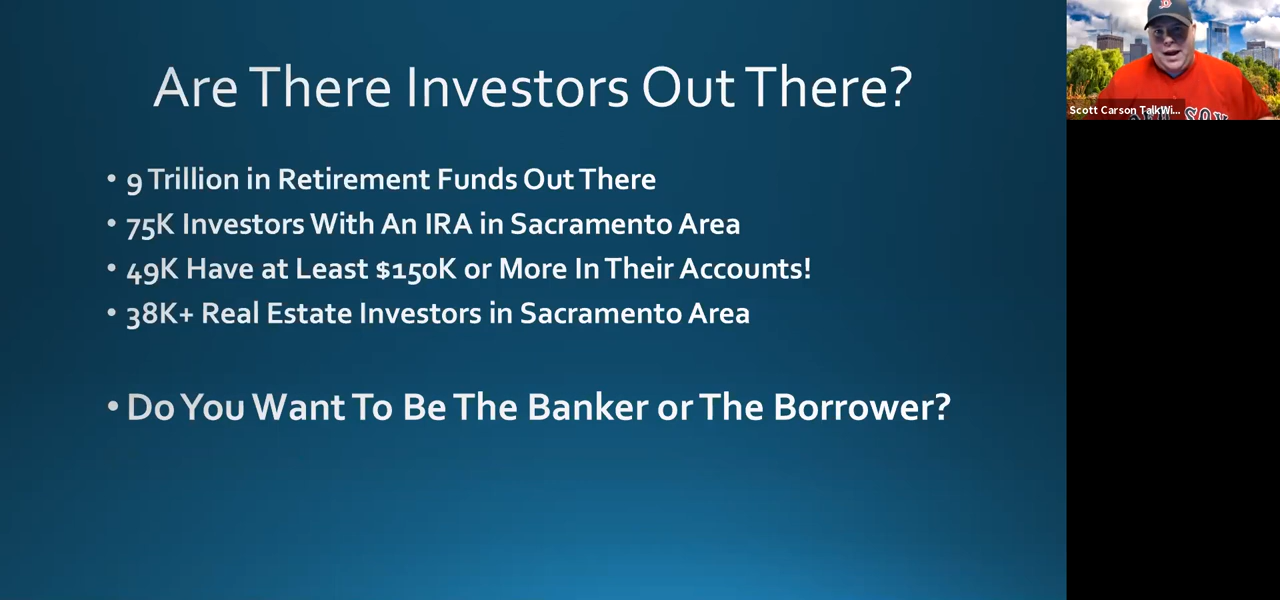 Are There Investors Out There?
• 9 Trillion in Retirement Funds Out There
• 75K Investors With An IRA in Sacramento Area
• 49K Have at Least $150K or More In Their Accounts!
• 38K+ Real Estate Investors in Sacramento Area
• Do You Want To Be The Banker or The Borrower?
B
Scott Carson TalkWi...
SOX